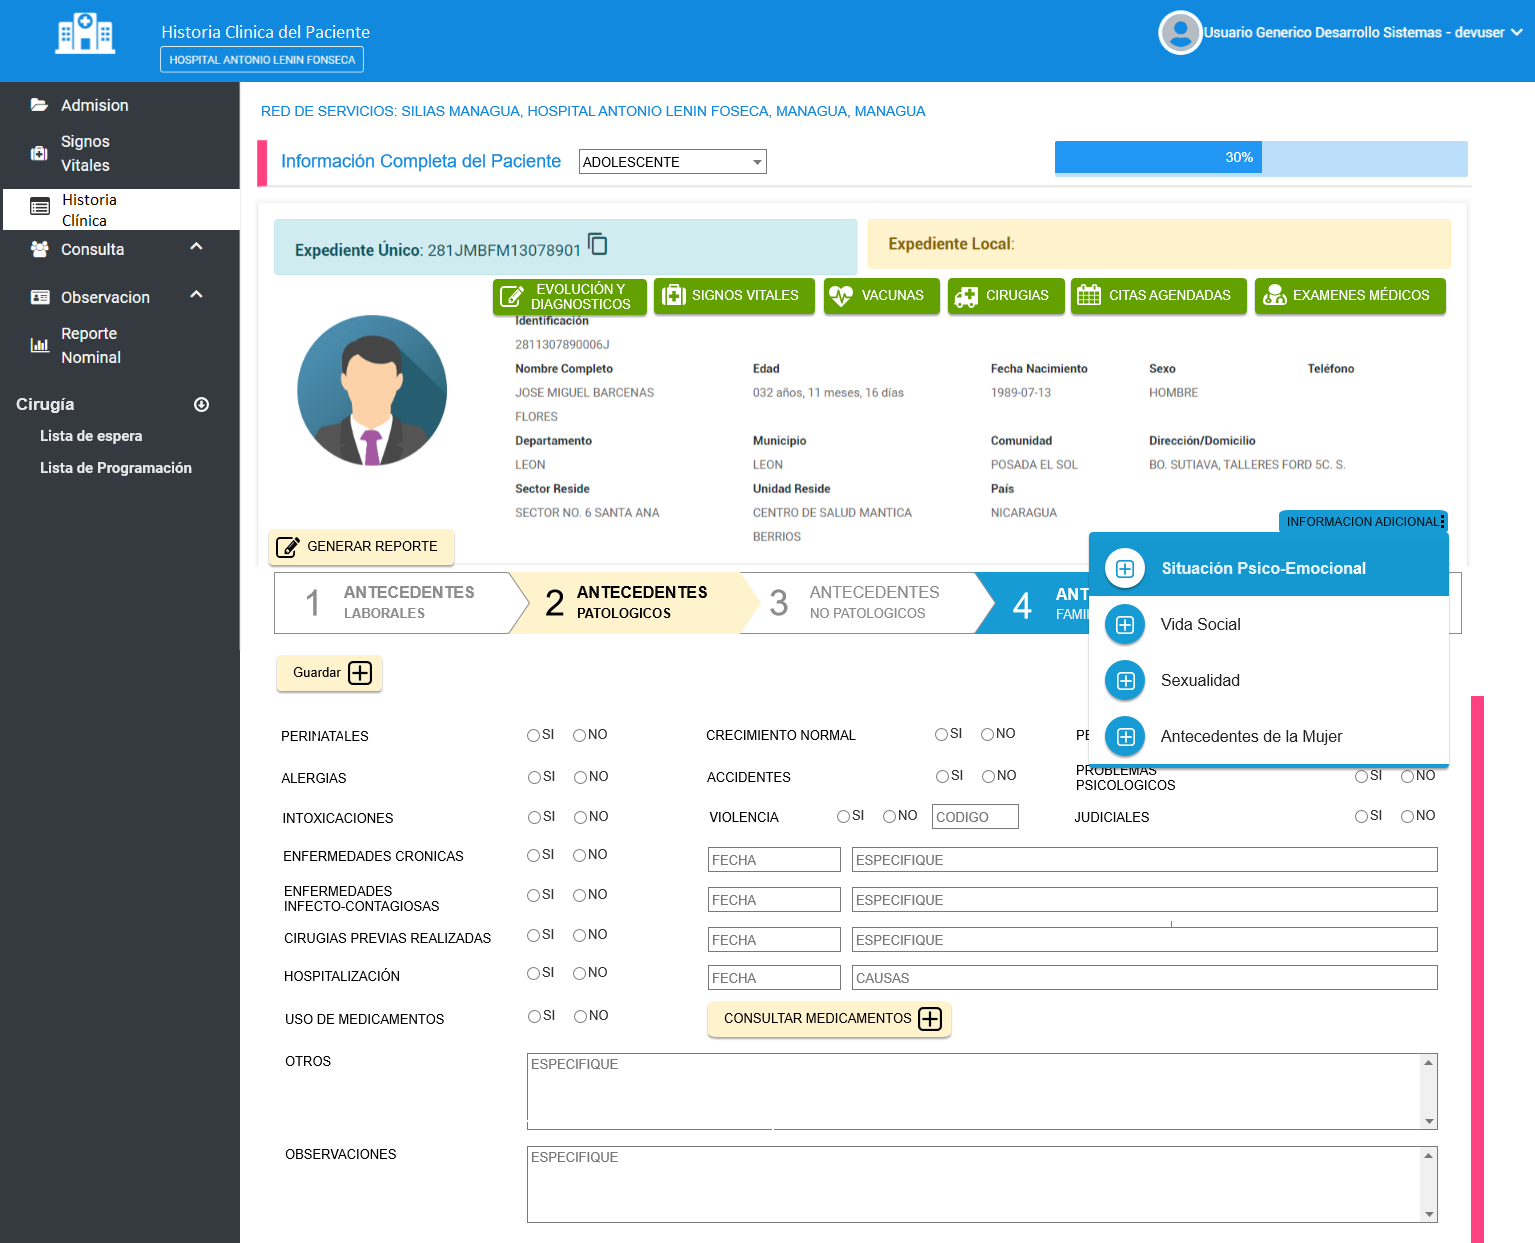 Historia Clinica del Paciente
HOSPITAL ANTONIO LENIN FONSECA
Usuario Generico Desarrollo Sistemas - devuser
Admision
Signos
Vitales
Historia
Clínica
Consulta
Observacion
Reporte
Nominal
Cirugía
Lista de espera
Lista de Programación
RED DE SERVICIOS: SILIAS MANAGUA, HOSPITAL ANTONIO LENIN FOSECA, MANAGUA, MANAGUA
Información Completa del Paciente ADOLESCENTE 30%
Expediente Único: 281JMBFM13078901
Expediente Local:
EVOLUCIÓN Y
DIAGNOSTICOS
SIGNOS VITALES VACUNAS CIRUGIAS CITAS AGENDADAS EXAMENES MÉDICOS
Identificación
2811307890006J
Nombre Completo Edad Fecha Nacimiento Sexo Teléfono
JOSE MIGUEL BARCENAS 032 años, 11 meses, 16 días 1989-07-13 HOMBRE
FLORES
Departamento Municipio Comunidad Dirección/Domicilio
LEON LEON POSADA EL SOL BO. SUTIAVA, TALLERES FORD 5C. S.
Sector Reside Unidad Reside País
SECTOR NO. 6 SANTA ANA CENTRO DE SALUD MANTICA NICARAGUA
BERRIOS
INFORMACION ADICIONAL
GENERAR REPORTE
Situación Psico-Emocional
Vida Social
Sexualidad
Antecedentes de la Mujer
1 ANTECEDENTES
LABORALES
2 ANTECEDENTES
PATOLOGICOS
3 ANTECEDENTES
NO PATOLOGICOS
4 ANT
FAMI
Guardar
PERINATALES SI NO CRECIMIENTO NORMAL SI NO PE
ALERGIAS SI NO ACCIDENTES SI NO PROBLEMAS
PSICOLOGICOS SI NO
INTOXICACIONES SI NO VIOLENCIA SI NO CODIGO JUDICIALES SI NO
ENFERMEDADES CRONICAS SI NO FECHA ESPECIFIQUE
ENFERMEDADES
INFECTO-CONTAGIOSAS SI NO FECHA ESPECIFIQUE
CIRUGIAS PREVIAS REALIZADAS SI NO FECHA ESPECIFIQUE
HOSPITALIZACIÓN SI NO FECHA CAUSAS
USO DE MEDICAMENTOS SI NO CONSULTAR MEDICAMENTOS
OTROS ESPECIFIQUE
OBSERVACIONES ESPECIFIQUE